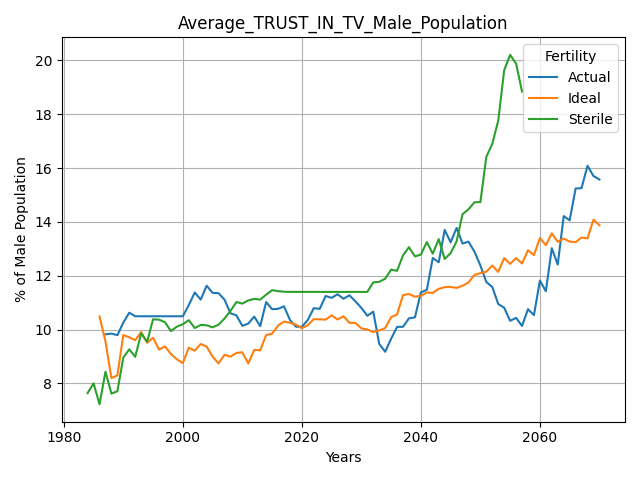 Average_TRUST_IN_TV_Male_Population
% of Male Population
20
18
16
14
12
10
8
Fertility
Actual
Ideal
Sterile
1980
2000
2020
2040
2060
Years